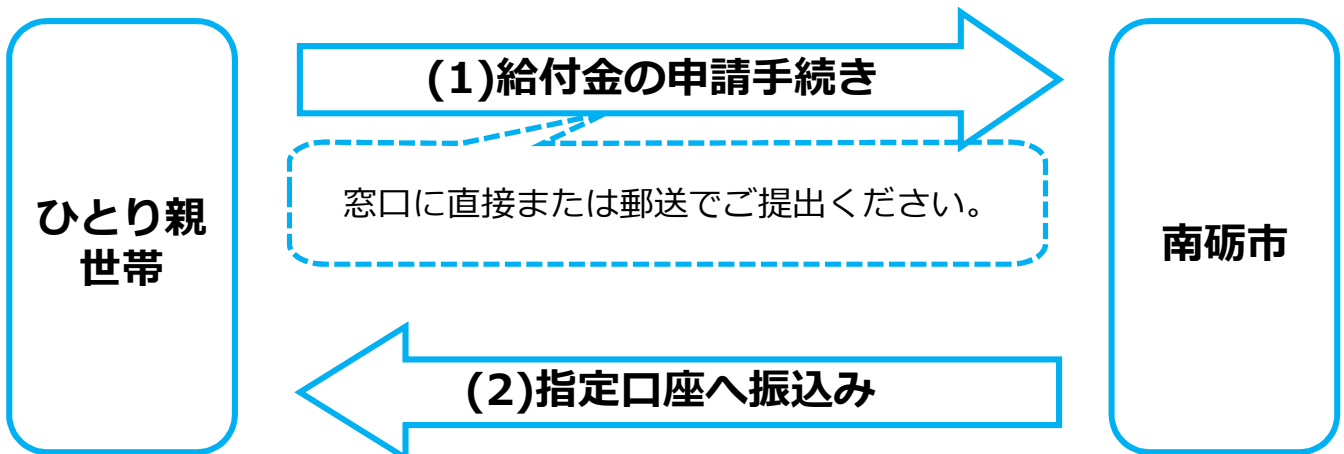 (1)給付金の申請手続き
窓口に直接または郵送でご提出ください。
ひとり親
世帯
南砺市
(2)指定口座へ振込み